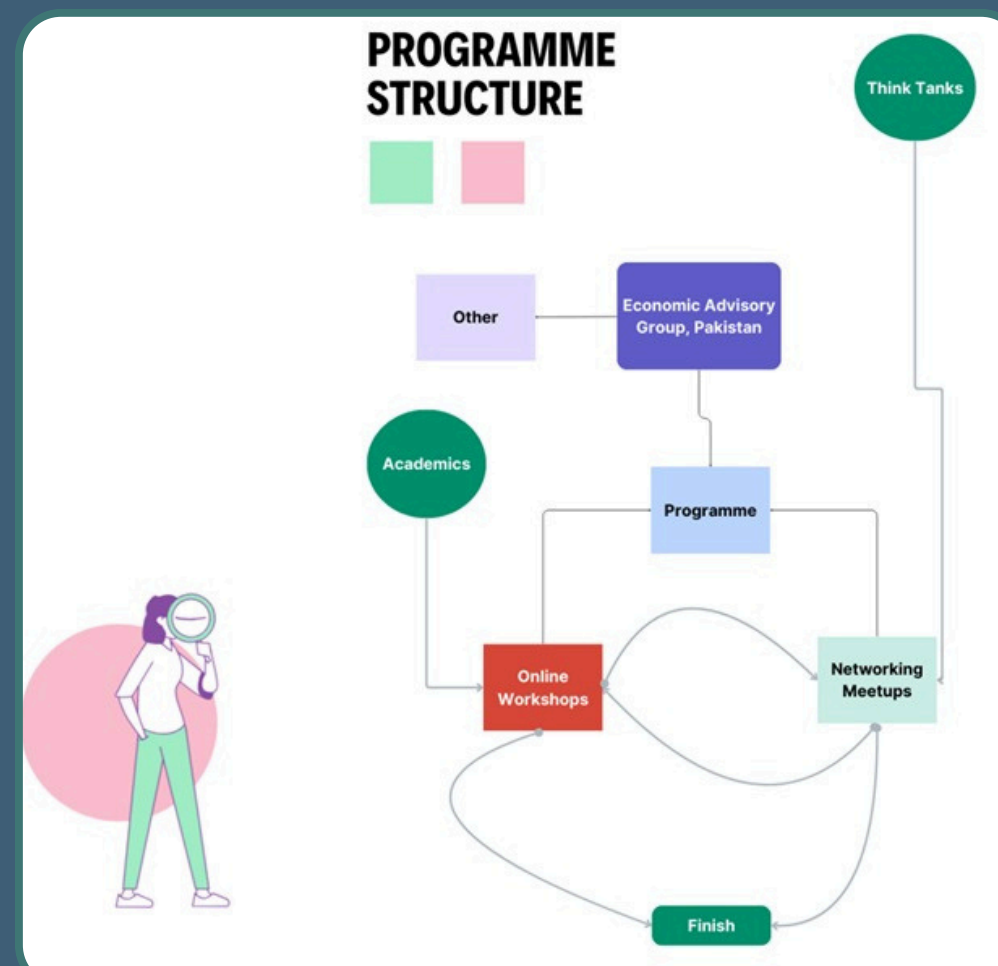 PROGRAMME
STRUCTURE
Think Tanks
Other
Economic Advisory
Group, Pakistan
Academics
Programme
Online
Workshops
Networking
Meetups
Finish